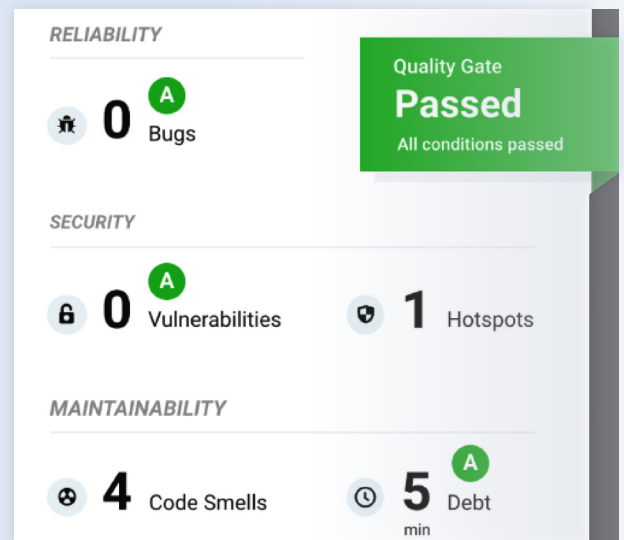 RELIABILITY
Quality Gate
Passed
All conditions passed
0 A Bugs
SECURITY
0 A Vulnerabilities
1 Hotspots
MAINTAINABILITY
4 Code Smells
5 min A Debt